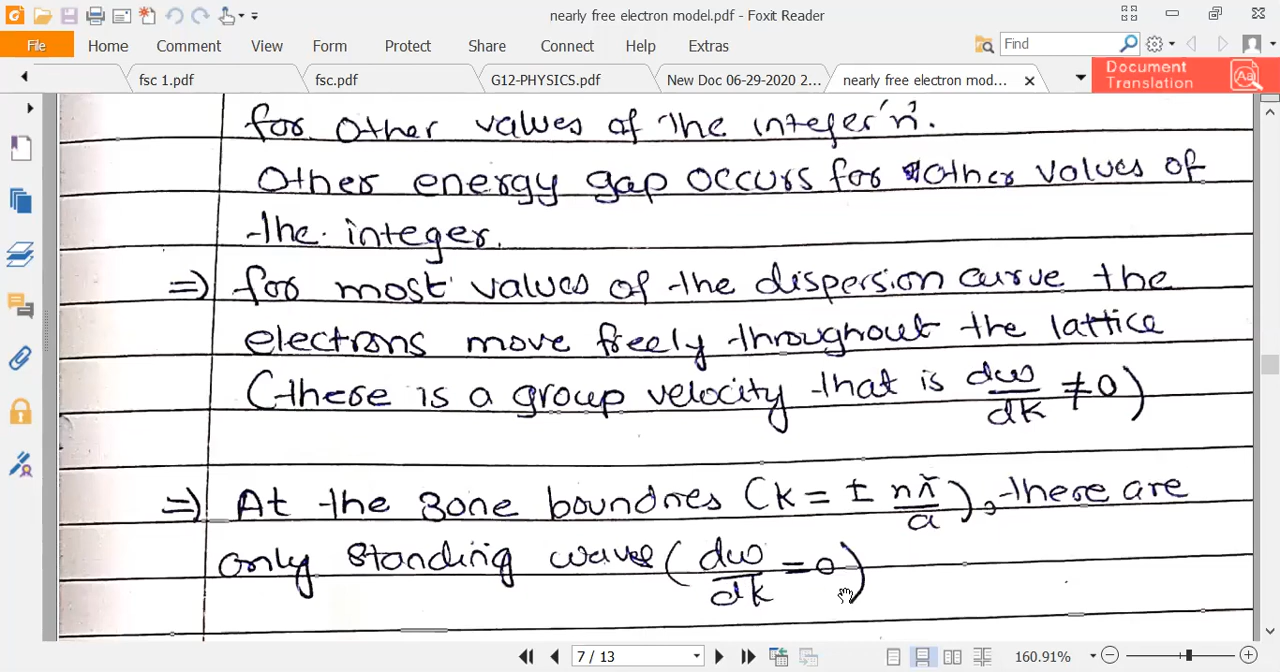 nearly free electron model.pdf - Foxit Reader
File Home Comment View Form Protect Share Connect Help Extras
Find
fsc 1.pdf fsc.pdf G12-PHYSICS.pdf New Doc 06-29-2020 2... nearly free electron mod...
Document
Translation
for other values of the integer 'n'.
Other energy gap occurs for other values of
the integer.
=> for most values of the dispersion curve the
electrons move freely throughout the lattice
(there is a group velocity that is dω/dk ≠ 0)
=> At the zone boundries (k = ± nπ/a), there are
only standing waves (dω/dk = 0)
7 / 13
160.91%